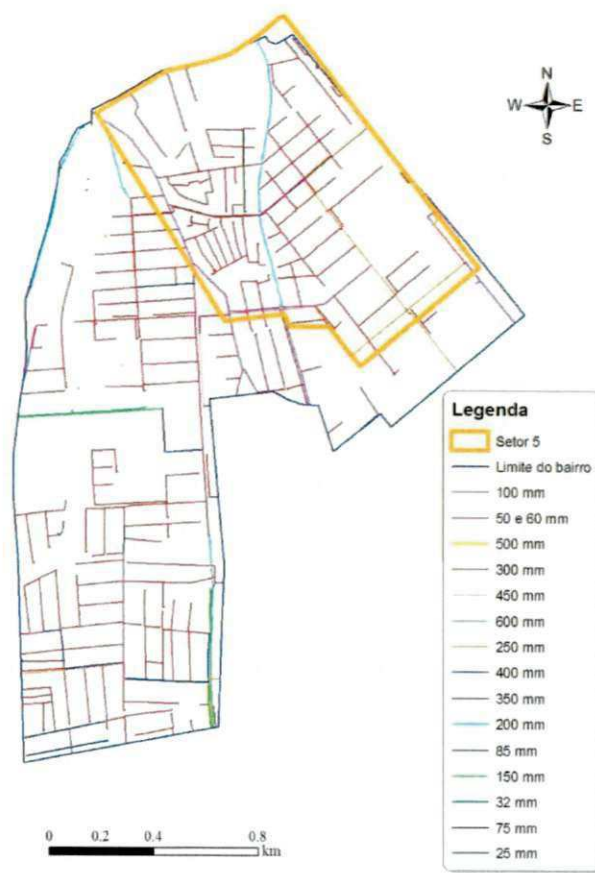 N
W E
S
Legenda
Setor 5
Limite do bairro
100 mm
50 e 60 mm
500 mm
300 mm
450 mm
600 mm
250 mm
400 mm
350 mm
200 mm
85 mm
150 mm
32 mm
75 mm
25 mm
0 0.2 0.4 0.8
km